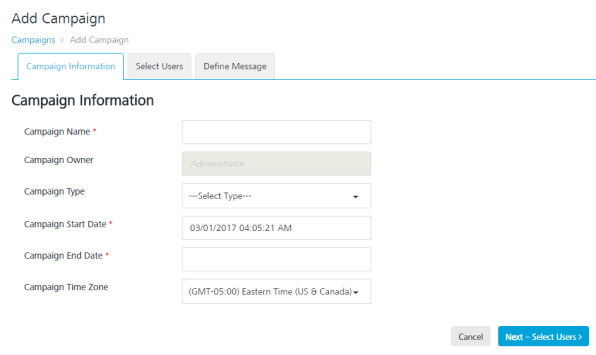 Add Campaign
Campaigns > Add Campaign
Campaign Information Select Users Define Message
Campaign Information
Campaign Name *
Campaign Owner Administrator
Campaign Type ---Select Type---
Campaign Start Date * 03/01/2017 04:05:21 AM
Campaign End Date *
Campaign Time Zone (GMT-05:00) Eastern Time (US & Canada)
Cancel Next – Select Users >